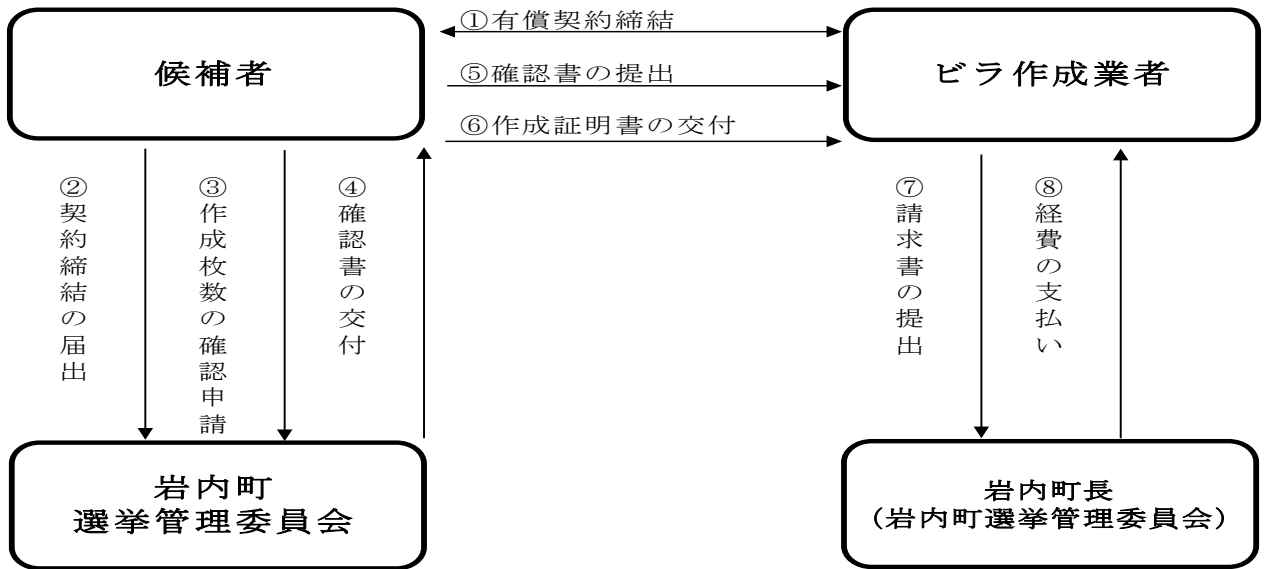 候補者
①有償契約締結
⑤確認書の提出
⑥作成証明書の交付
ビラ作成業者
②契約締結の届出
③作成枚数の確認申請
④確認書の交付
⑦請求書の提出
⑧経費の支払い
岩内町
選挙管理委員会
岩内町長
(岩内町選挙管理委員会)